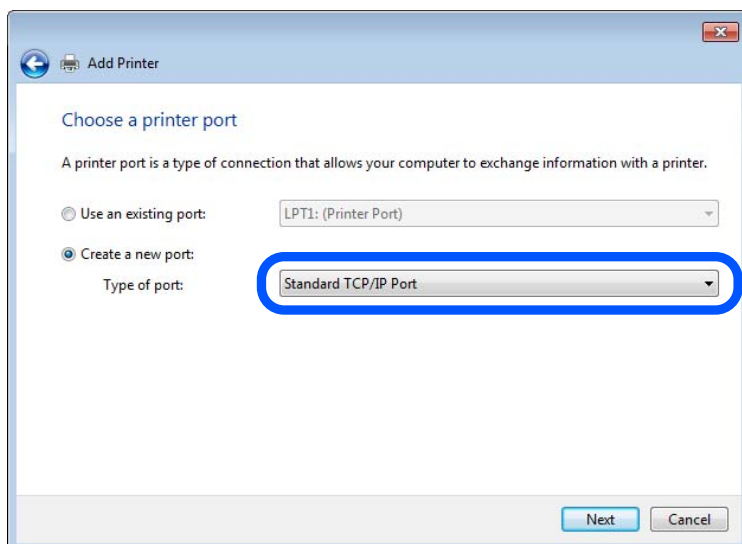 Add Printer
Choose a printer port
A printer port is a type of connection that allows your computer to exchange information with a printer.
Use an existing port: LPT1: (Printer Port)
Create a new port:
Type of port: Standard TCP/IP Port
Next Cancel